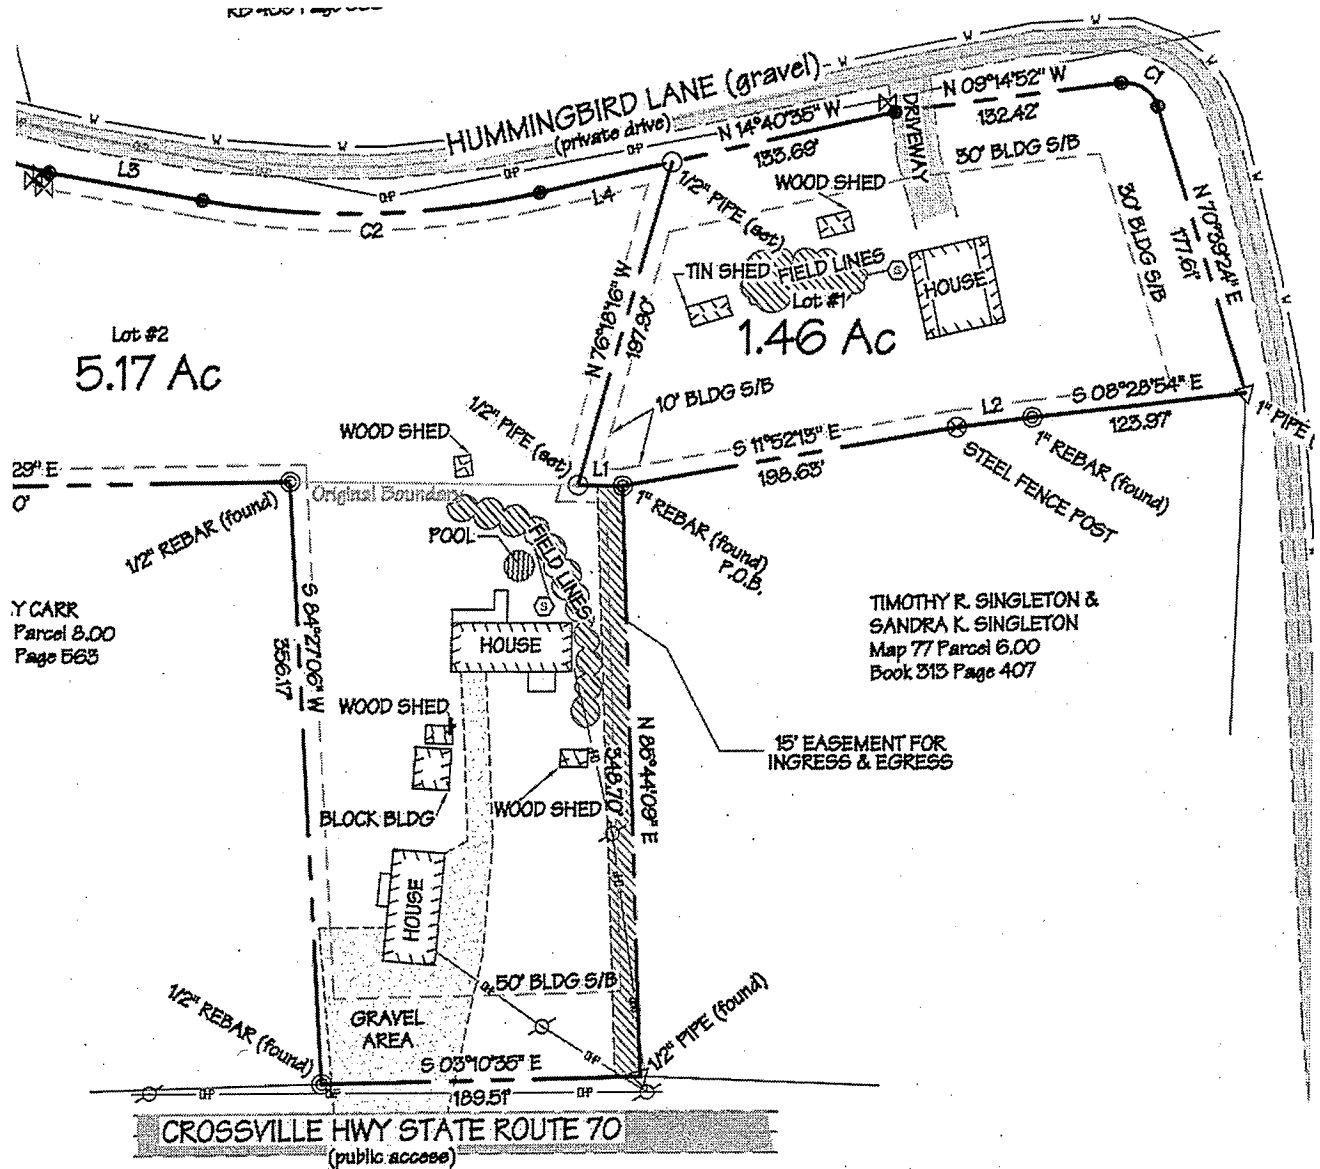 HUMMINGBIRD LANE (gravel)
(private drive)
N 14°40'35" W
133.69'
DRIVEWAY
N 09°14'52" W
132.42'
C1
30' BLDG S/B
30' BLDG S/B
N 70°39'24" E
177.61'
L3
C2
L4
1/2" PIPE (set)
WOOD SHED
TIN SHED
FIELD LINES
S
HOUSE
Lot #1
1.46 Ac
N 76°18'16" W
197.90'
Lot #2
5.17 Ac
10' BLDG S/B
1/2" PIPE (set)
WOOD SHED
L1
S 11°52'13" E
198.63'
L2
S 08°28'54" E
123.97'
1" PIPE (
1" REBAR (found)
STEEL FENCE POST
29" E
0'
Original Boundary
1/2" REBAR (found)
POOL
FIELD LINES
S
1" REBAR (found)
P.O.B.
Y CARR
Parcel 8.00
Page 563
S 84°27'06" W
356.17'
HOUSE
TIMOTHY R. SINGLETON &
SANDRA K. SINGLETON
Map 77 Parcel 6.00
Book 313 Page 407
WOOD SHED
N 86°44'09" E
348.70'
15' EASEMENT FOR
INGRESS & EGRESS
BLOCK BLDG
WOOD SHED
HOUSE
50' BLDG S/B
1/2" REBAR (found)
GRAVEL
AREA
1/2" PIPE (found)
S 03°10'35" E
189.51'
CROSSVILLE HWY STATE ROUTE 70
(public access)